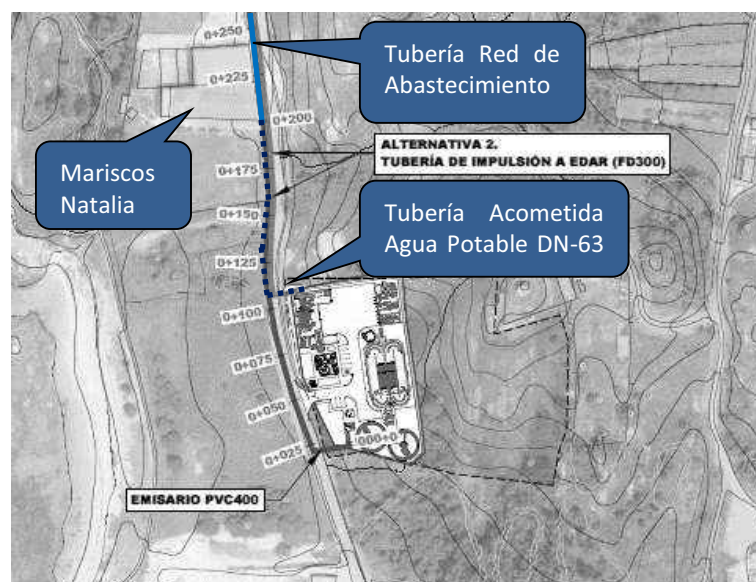 0+250
Tubería Red de
Abastecimiento
0+225
0+200
ALTERNATIVA 2.
TUBERÍA DE IMPULSIÓN A EDAR (FD300)
Mariscos
Natalia
0+175
0+150
Tubería Acometida
Agua Potable DN-63
0+125
0+100
0+075
0+050
0+000
0+025
EMISARIO PVC400